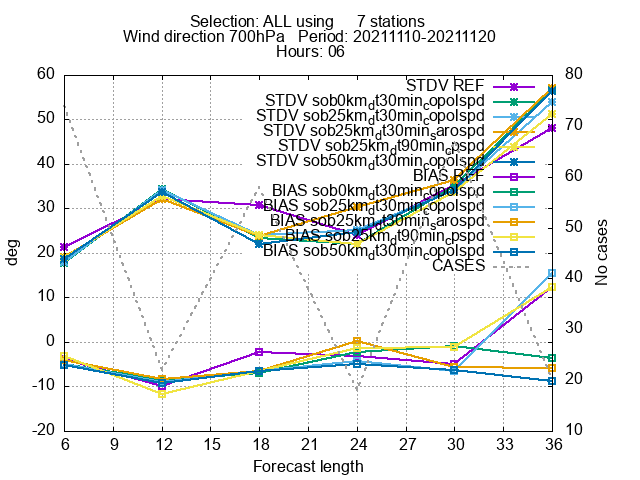 Selection: ALL using 7 stations
Wind direction 700hPa Period: 20211110-20211120
Hours: 06
60 80
STDV REF
STDV sob0km_dt30min_copolspd
STDV sob25km_dt30min_copolspd
STDV sob25km_dt30min_sarospd
STDV sob25km_dt90min_cpspd
STDV sob50km_dt30min_copolspd
BIAS REF
BIAS sob0km_dt30min_copolspd
BIAS sob25km_dt30min_copolspd
BIAS sob25km_dt30min_sarospd
BIAS sob25km_dt90min_cpspd
BIAS sob50km_dt30min_copolspd
CASES
50
70
40
60
30
50
20
40
10
30
0
20
-10
-20 10
deg
No cases
6 9 12 15 18 21 24 27 30 33 36
Forecast length